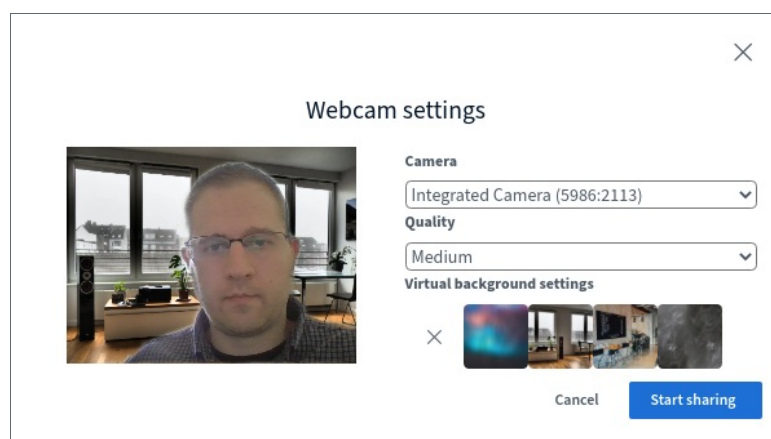 Webcam settings
Camera
Integrated Camera (5986:2113)
Quality
Medium
Virtual background settings
Cancel
Start sharing